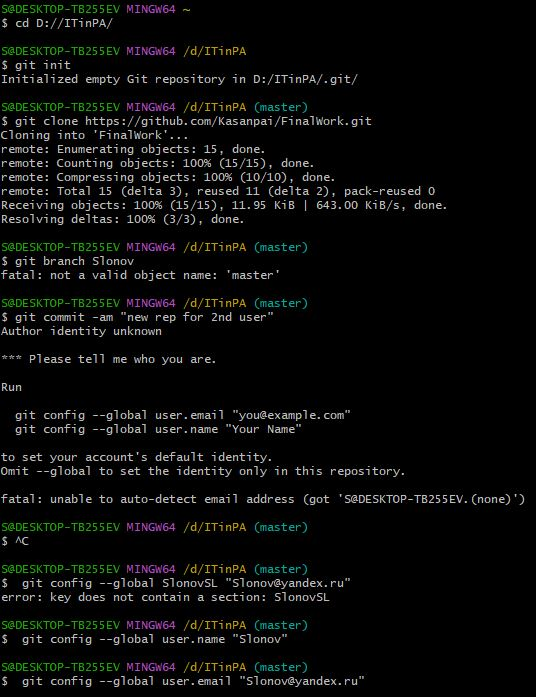 S@DESKTOP-TB255EV MINGW64 ~
$ cd D://ITinPA/
S@DESKTOP-TB255EV MINGW64 /d/ITinPA
$ git init
Initialized empty Git repository in D:/ITinPA/.git/
S@DESKTOP-TB255EV MINGW64 /d/ITinPA (master)
$ git clone https://github.com/Kasanpai/FinalWork.git
Cloning into 'FinalWork'...
remote: Enumerating objects: 15, done.
remote: Counting objects: 100% (15/15), done.
remote: Compressing objects: 100% (10/10), done.
remote: Total 15 (delta 3), reused 11 (delta 2), pack-reused 0
Receiving objects: 100% (15/15), 11.95 KiB | 643.00 KiB/s, done.
Resolving deltas: 100% (3/3), done.
S@DESKTOP-TB255EV MINGW64 /d/ITinPA (master)
$ git branch Slonov
fatal: not a valid object name: 'master'
S@DESKTOP-TB255EV MINGW64 /d/ITinPA (master)
$ git commit -am "new rep for 2nd user"
Author identity unknown
*** Please tell me who you are.
Run
git config --global user.email "you@example.com"
git config --global user.name "Your Name"
to set your account's default identity.
Omit --global to set the identity only in this repository.
fatal: unable to auto-detect email address (got 'S@DESKTOP-TB255EV.(none)')
S@DESKTOP-TB255EV MINGW64 /d/ITinPA (master)
$ ^C
S@DESKTOP-TB255EV MINGW64 /d/ITinPA (master)
$  git config --global SlonovSL "Slonov@yandex.ru"
error: key does not contain a section: SlonovSL
S@DESKTOP-TB255EV MINGW64 /d/ITinPA (master)
$  git config --global user.name "Slonov"
S@DESKTOP-TB255EV MINGW64 /d/ITinPA (master)
$  git config --global user.email "Slonov@yandex.ru"